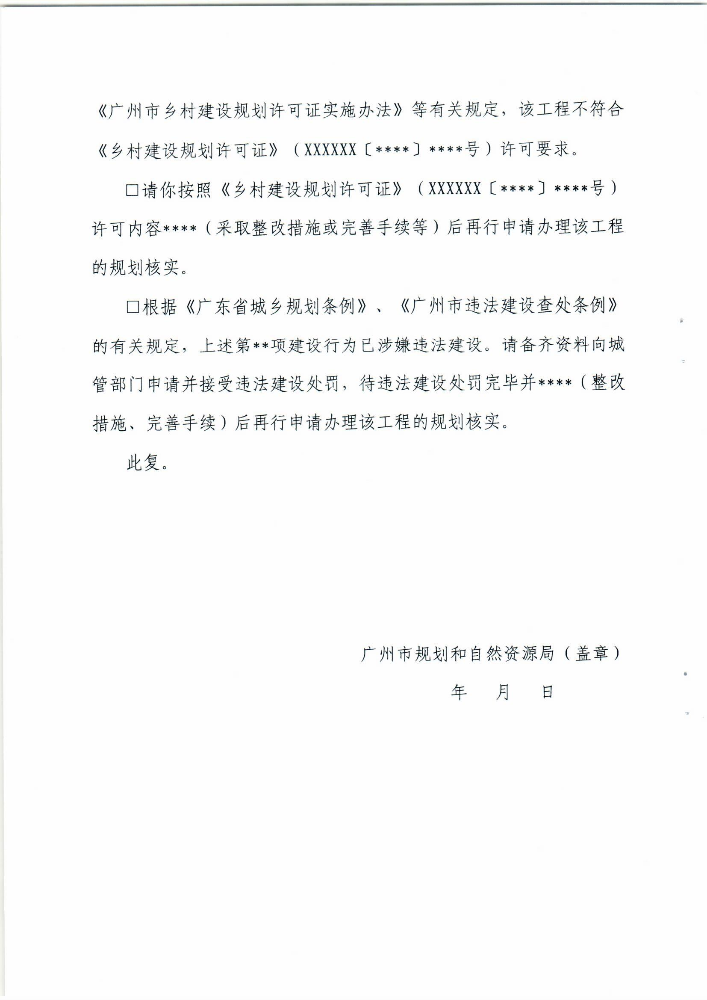 《广州市乡村建设规划许可证实施办法》等有关规定，该工程不符合
《乡村建设规划许可证》（XXXXXX〔****〕****号）许可要求。
□请你按照《乡村建设规划许可证》（XXXXXX〔****〕****号）
许可内容****（采取整改措施或完善手续等）后再行申请办理该工程
的规划核实。
□根据《广东省城乡规划条例》、《广州市违法建设查处条例》
的有关规定，上述第**项建设行为已涉嫌违法建设。请备齐资料向城
管部门申请并接受违法建设处罚，待违法建设处罚完毕并****（整改
措施、完善手续）后再行申请办理该工程的规划核实。
此复。
广州市规划和自然资源局（盖章）
年 月 日